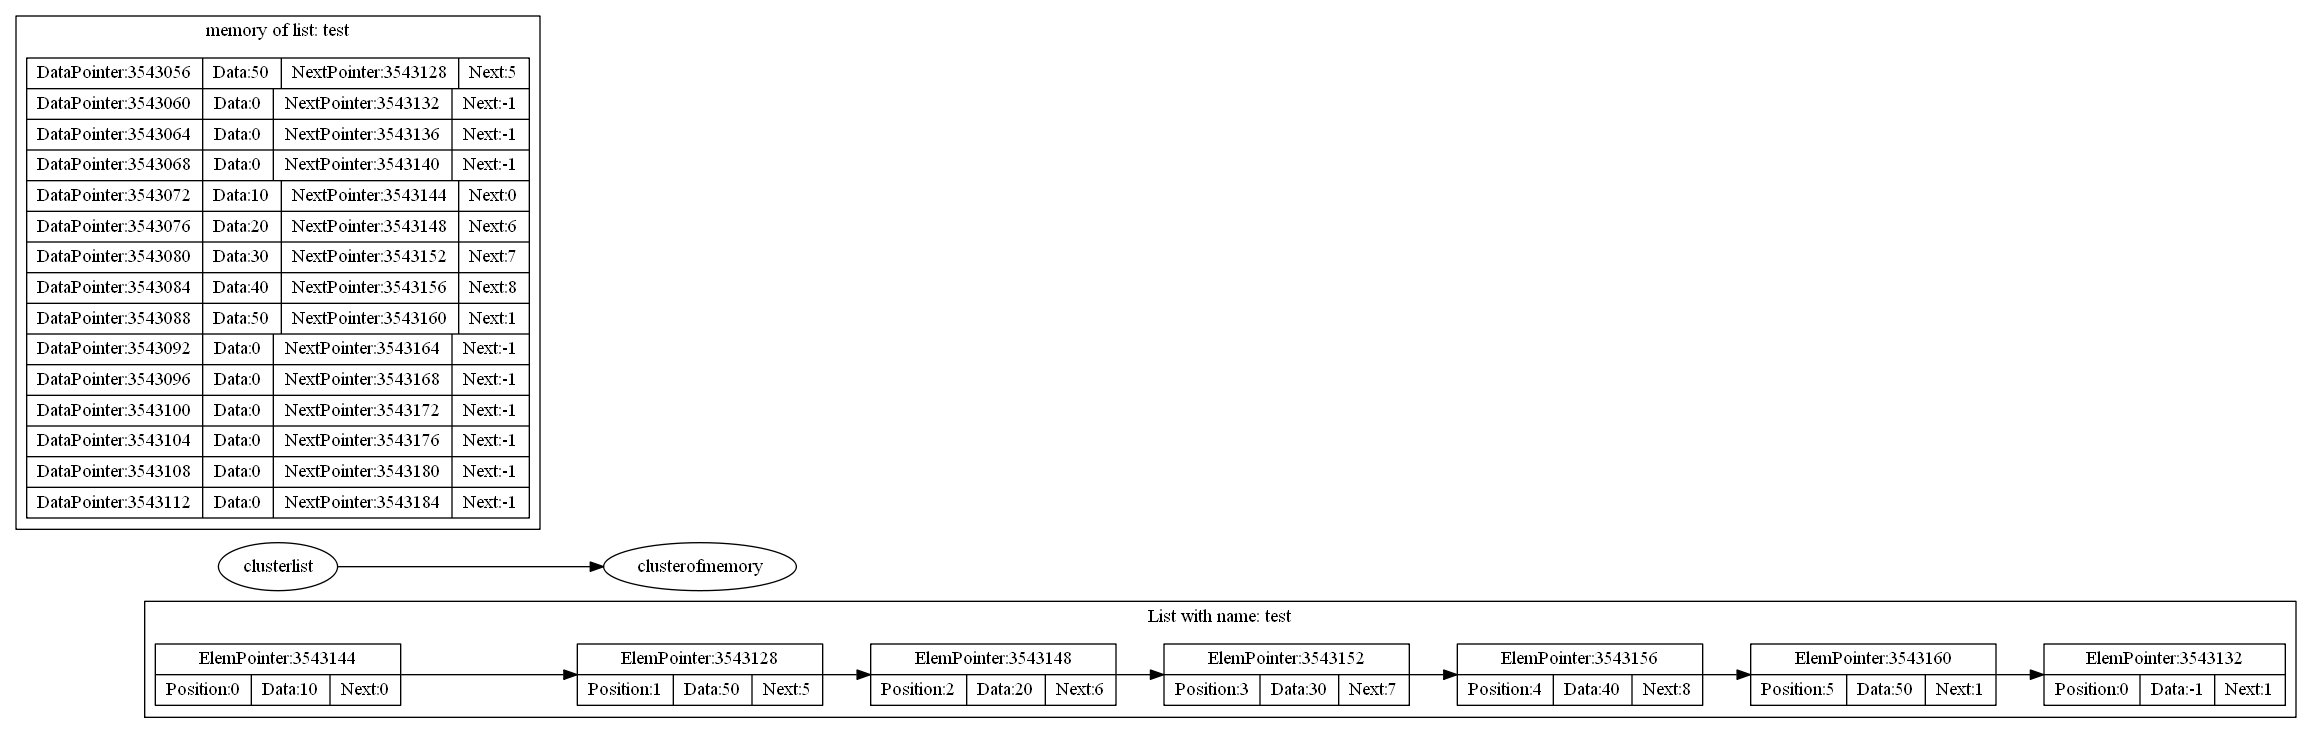 memory of list: test
DataPointer:3543056 Data:50 NextPointer:3543128 Next:5
DataPointer:3543060 Data:0 NextPointer:3543132 Next:-1
DataPointer:3543064 Data:0 NextPointer:3543136 Next:-1
DataPointer:3543068 Data:0 NextPointer:3543140 Next:-1
DataPointer:3543072 Data:10 NextPointer:3543144 Next:0
DataPointer:3543076 Data:20 NextPointer:3543148 Next:6
DataPointer:3543080 Data:30 NextPointer:3543152 Next:7
DataPointer:3543084 Data:40 NextPointer:3543156 Next:8
DataPointer:3543088 Data:50 NextPointer:3543160 Next:1
DataPointer:3543092 Data:0 NextPointer:3543164 Next:-1
DataPointer:3543096 Data:0 NextPointer:3543168 Next:-1
DataPointer:3543100 Data:0 NextPointer:3543172 Next:-1
DataPointer:3543104 Data:0 NextPointer:3543176 Next:-1
DataPointer:3543108 Data:0 NextPointer:3543180 Next:-1
DataPointer:3543112 Data:0 NextPointer:3543184 Next:-1
clusterlist clusterofmemory
List with name: test
ElemPointer:3543144 ElemPointer:3543128 ElemPointer:3543148 ElemPointer:3543152 ElemPointer:3543156 ElemPointer:3543160 ElemPointer:3543132
Position:0 Data:10 Next:0 Position:1 Data:50 Next:5 Position:2 Data:20 Next:6 Position:3 Data:30 Next:7 Position:4 Data:40 Next:8 Position:5 Data:50 Next:1 Position:0 Data:-1 Next:1